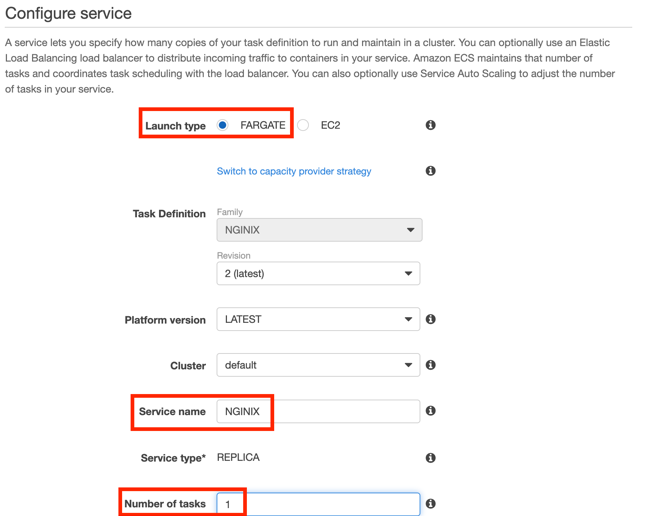 Configure service
A service lets you specify how many copies of your task definition to run and maintain in a cluster. You can optionally use an Elastic
Load Balancing load balancer to distribute incoming traffic to containers in your service. Amazon ECS maintains that number of
tasks and coordinates task scheduling with the load balancer. You can also optionally use Service Auto Scaling to adjust the number
of tasks in your service.
Launch type FARGATE EC2
Switch to capacity provider strategy
Task Definition Family
NGINIX
Revision
2 (latest)
Platform version LATEST
Cluster default
Service name NGINIX
Service type* REPLICA
Number of tasks 1